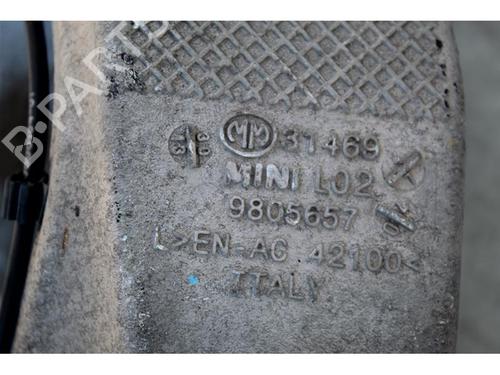 B-PARTS
MM 31469
MINI L02
9805657
L>EN-AC 42100<
ITALY